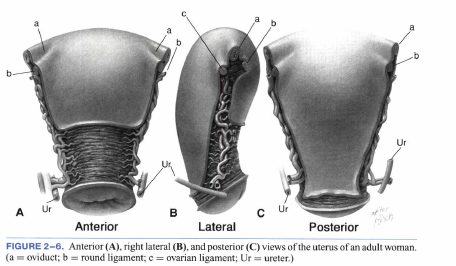 c
a
a
a
b
a
b
b
b
Ur
Ur
Ur
Ur
Ur
A
B
C
Anterior
Lateral
Posterior
FIGURE 2–6. Anterior (A), right lateral (B), and posterior (C) views of the uterus of an adult woman.
(a = oviduct; b = round ligament; c = ovarian ligament; Ur = ureter.)